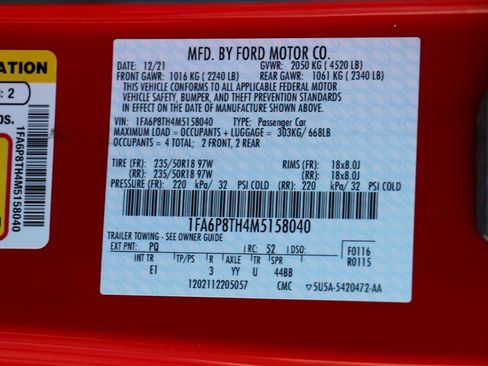 ATION
: 2
os.
1FA6P8TH4M5158040
MFD. BY FORD MOTOR CO.
12/21 GVWR: 2050 KG ( 4520 LB)
FRONT GAWR: 1016 KG ( 2240 LB) REAR GAWR: 1061 KG ( 2340 LB)
THIS VEHICLE CONFORMS TO ALL APPLICABLE FEDERAL MOTOR
VEHICLE SAFETY, BUMPER, AND THEFT PREVENTION STANDARDS
IN EFFECT ON THE DATE OF MANUFACTURE SHOWN ABOVE.
VIN: 1FA6P8TH4M5158040 TYPE: Passenger Car
MAXIMUM LOAD = OCCUPANTS + LUGGAGE = 303KG/668LB
OCCUPANTS = 4 TOTAL; 2 FRONT, 2 REAR
TIRE (FR): 235/50R18 97W RIMS (FR): 18x8.0J
(RR): 235/50R18 97W (RR): 18x8.0J
PRESSURE (FR): 220 kPa/ 32 PSI COLD (RR): 220 kPa/ 32 PSI COLD
1FA6P8TH4M5158040
TRAILER TOWING - SEE OWNER GUIDE
EXT PNT: PQ RC: 52 DSO: F0116
R0115
INT TR TP/PS R AXLE TR SPR
E1 3 YY U 44BB
1202112205057 CMC ▽5U5A-5420472-AA